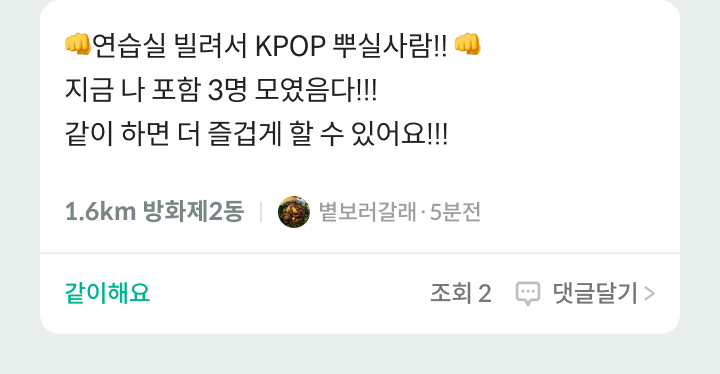 👊연습실 빌려서 KPOP 뿌실사람!! 👊
지금 나 포함 3명 모였음다!!!
같이 하면 더 즐겁게 할 수 있어요!!!
1.6km 방화제2동 | 볕보러갈래 · 5분전
같이해요 조회 2 댓글달기 >